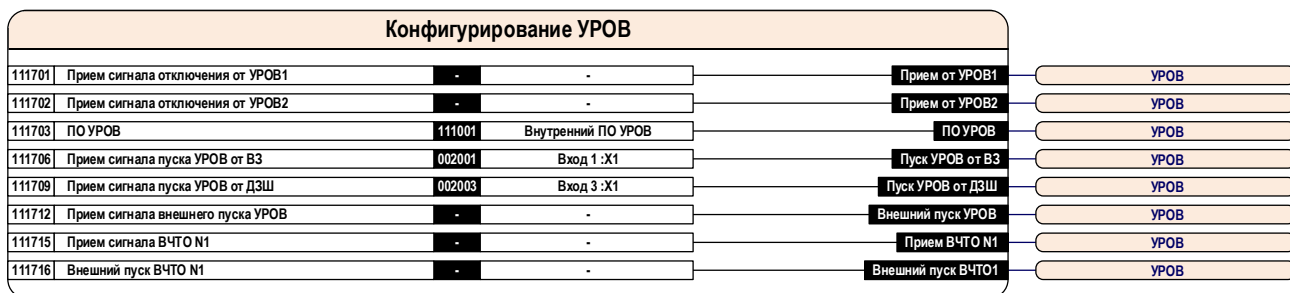 Конфигурирование УРОВ
111701 Прием сигнала отключения от УРОВ1 - - Прием от УРОВ1 УРОВ
111702 Прием сигнала отключения от УРОВ2 - - Прием от УРОВ2 УРОВ
111703 ПО УРОВ 111001 Внутренний ПО УРОВ ПО УРОВ УРОВ
111706 Прием сигнала пуска УРОВ от ВЗ 002001 Вход 1 :X1 Пуск УРОВ от ВЗ УРОВ
111709 Прием сигнала пуска УРОВ от ДЗШ 002003 Вход 3 :X1 Пуск УРОВ от ДЗШ УРОВ
111712 Прием сигнала внешнего пуска УРОВ - - Внешний пуск УРОВ УРОВ
111715 Прием сигнала ВЧТО N1 - - Прием ВЧТО N1 УРОВ
111716 Внешний пуск ВЧТО N1 - - Внешний пуск ВЧТО1 УРОВ